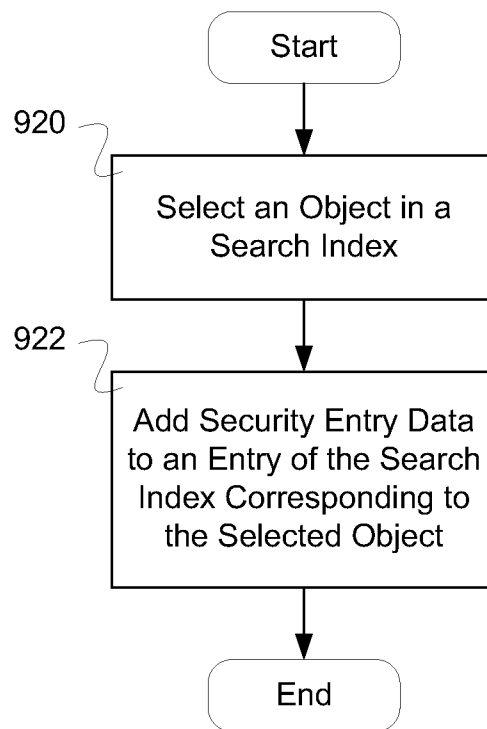 Start
920
Select an Object in a
Search Index
922
Add Security Entry Data
to an Entry of the Search
Index Corresponding to
the Selected Object
End